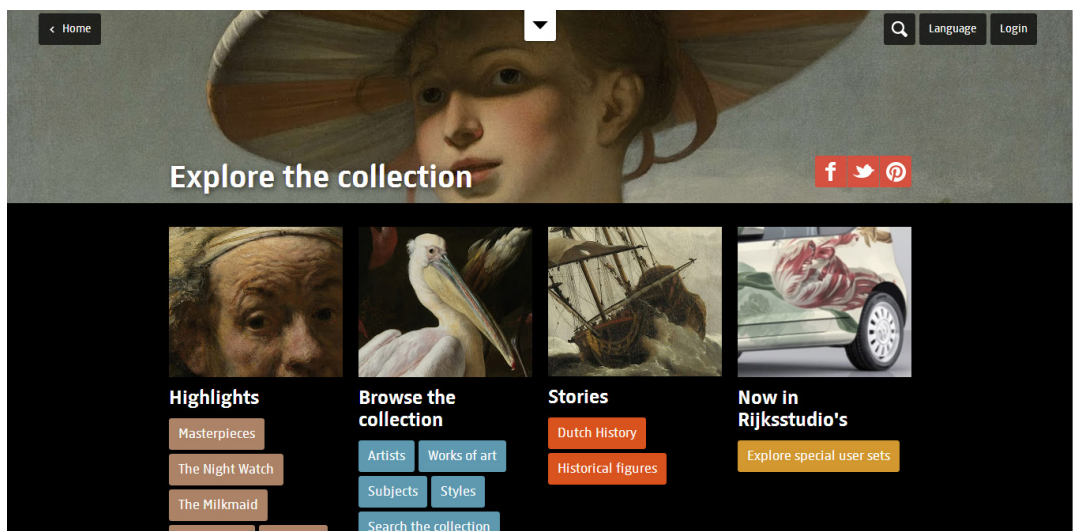 Home
Language
Login
Explore the collection
Highlights
Masterpieces
The Night Watch
The Milkmaid
Browse the
collection
Artists
Works of art
Subjects
Styles
Search the collection
Stories
Dutch History
Historical figures
Now in
Rijksstudio's
Explore special user sets